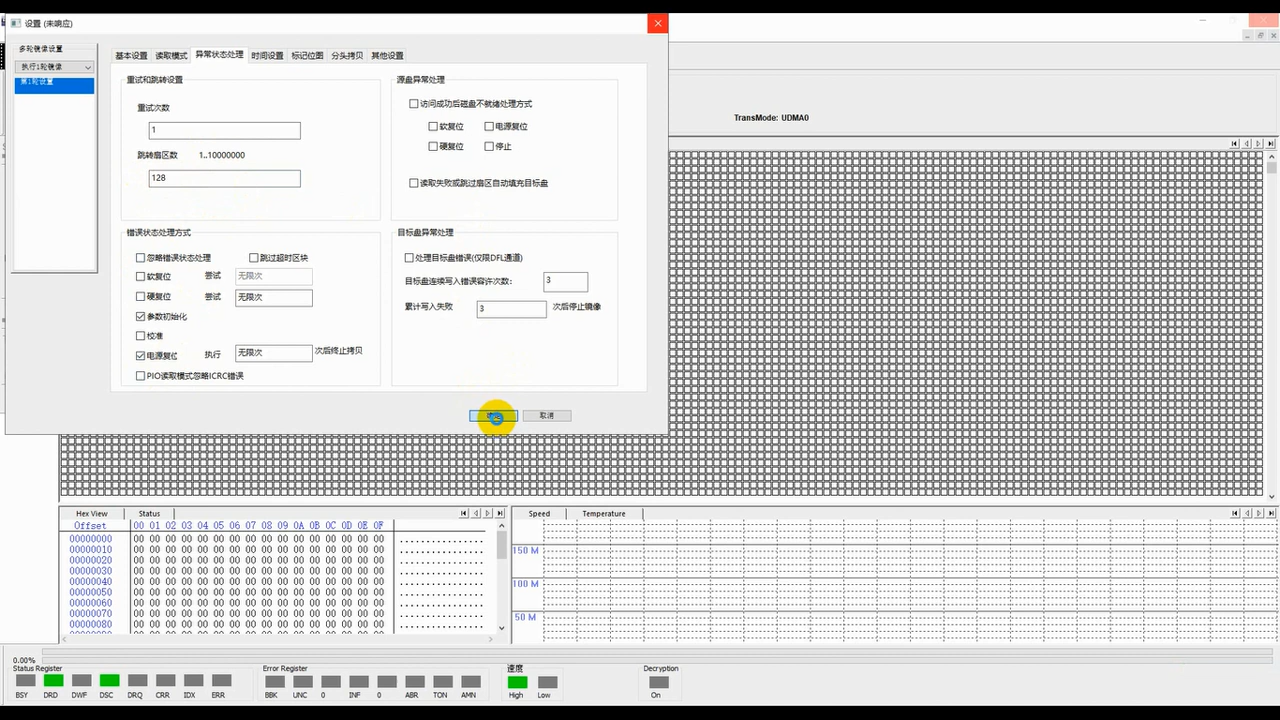 设置 (未响应)
多轮镜像设置
执行1轮镜像
第1轮设置
基本设置 读取模式 异常状态处理 时间设置 标记位图 分头拷贝 其他设置
重试和跳转设置
重试次数
1
跳转扇区数 1..10000000
128
源盘异常处理
访问成功后磁盘不就绪处理方式
软复位 电源复位
硬复位 停止
读取失败或跳过扇区自动填充目标盘
错误状态处理方式
忽略错误状态处理 跳过超时区块
软复位 尝试 无限次
硬复位 尝试 无限次
参数初始化
校准
电源复位 执行 无限次 次后终止拷贝
PIO读取模式忽略ICRC错误
目标盘异常处理
处理目标盘错误(仅限DFL通道)
目标盘连续写入错误容许次数: 3
累计写入失败 3 次后停止镜像
取消
TransMode: UDMA0
Hex View Status
Offset 00 01 02 03 04 05 06 07 08 09 0A 0B 0C 0D 0E 0F
00000000 00 00 00 00 00 00 00 00 00 00 00 00 00 00 00 00 ................
00000010 00 00 00 00 00 00 00 00 00 00 00 00 00 00 00 00 ................
00000020 00 00 00 00 00 00 00 00 00 00 00 00 00 00 00 00 ................
00000030 00 00 00 00 00 00 00 00 00 00 00 00 00 00 00 00 ................
00000040 00 00 00 00 00 00 00 00 00 00 00 00 00 00 00 00 ................
00000050 00 00 00 00 00 00 00 00 00 00 00 00 00 00 00 00 ................
00000060 00 00 00 00 00 00 00 00 00 00 00 00 00 00 00 00 ................
00000070 00 00 00 00 00 00 00 00 00 00 00 00 00 00 00 00 ................
00000080 00 00 00 00 00 00 00 00 00 00 00 00 00 00 00 00 ................
Speed Temperature
150 M
100 M
50 M
0.00%
Status Register
BSY DRD DWF DSC DRQ CRR IDX ERR
Error Register
BBK UNC 0 INF 0 ABR TON AMN
速度
High Low
Decryption
On